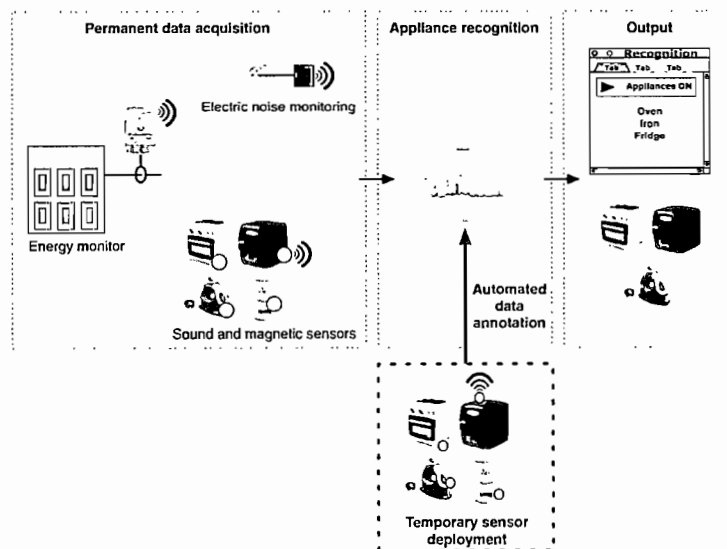 Permanent data acquisition
Electric noise monitoring
Energy monitor
Sound and magnetic sensors
Appliance recognition
Automated
data
annotation
Temporary sensor
deployment
Output
Recognition
Tab Tab Tab
Appliances ON
Oven
Iron
Fridge